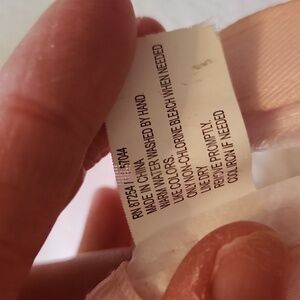 RN 87254
MADE IN CHINA
WARM WATER WASHED BY HAND
LIKE COLORS.
ONLY NON-CHLORINE BLEACH WHEN NEEDED
LINE DRY
REMOVE PROMPTLY.
COOL IRON IF NEEDED